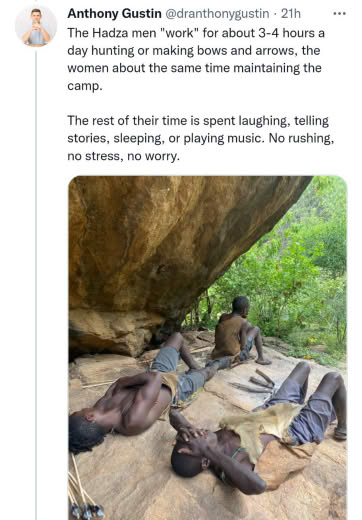 Anthony Gustin @dranthonygustin · 21h
The Hadza men "work" for about 3-4 hours a
day hunting or making bows and arrows, the
women about the same time maintaining the
camp.
The rest of their time is spent laughing, telling
stories, sleeping, or playing music. No rushing,
no stress, no worry.